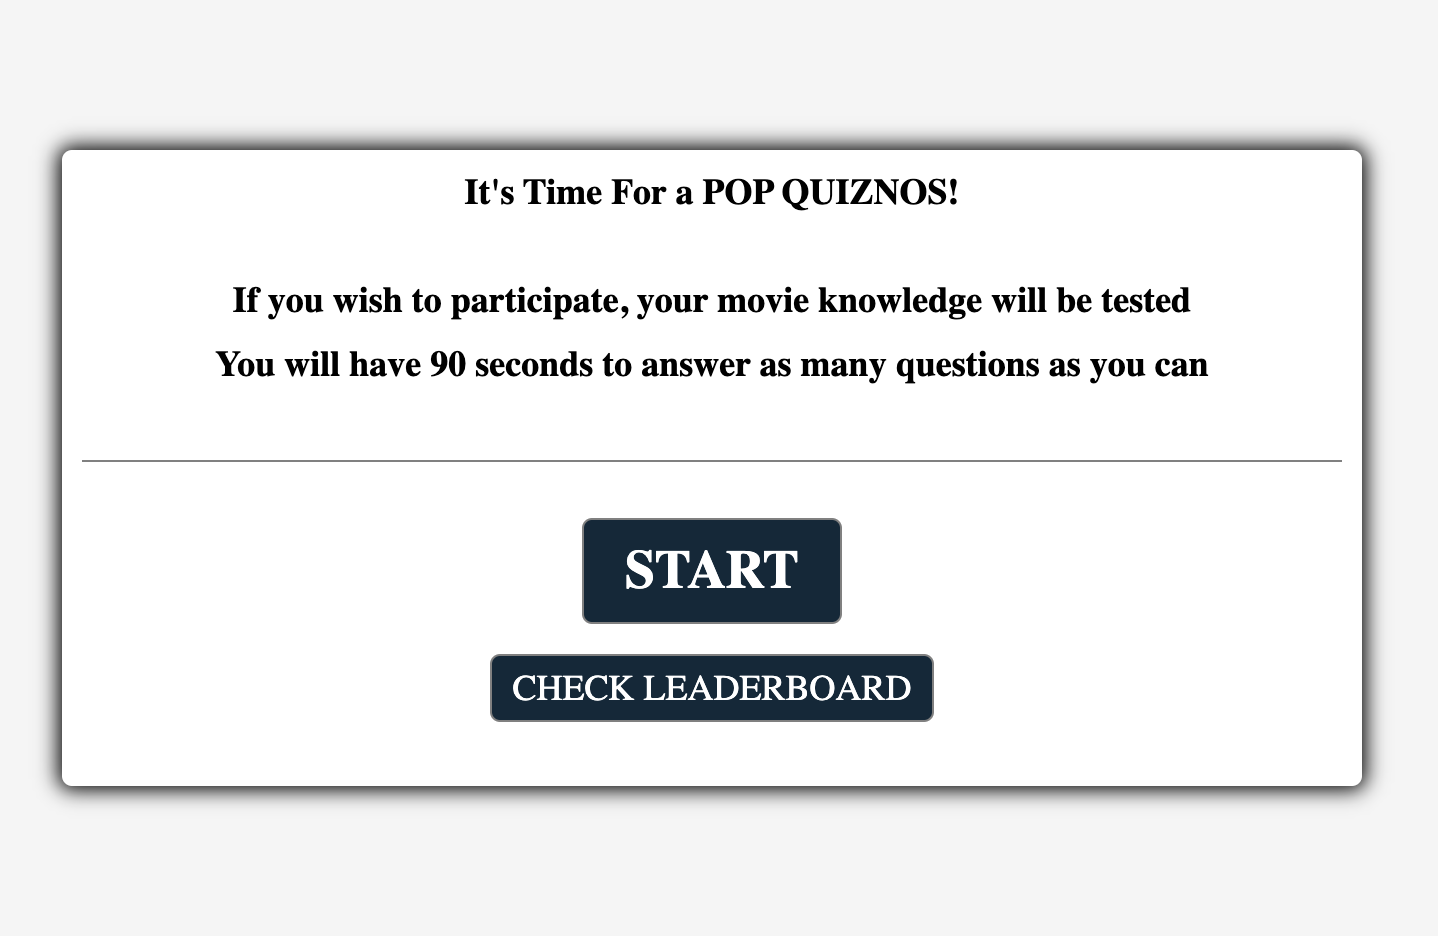 It's Time For a POP QUIZNOS!
If you wish to participate, your movie knowledge will be tested
You will have 90 seconds to answer as many questions as you can
START
CHECK LEADERBOARD